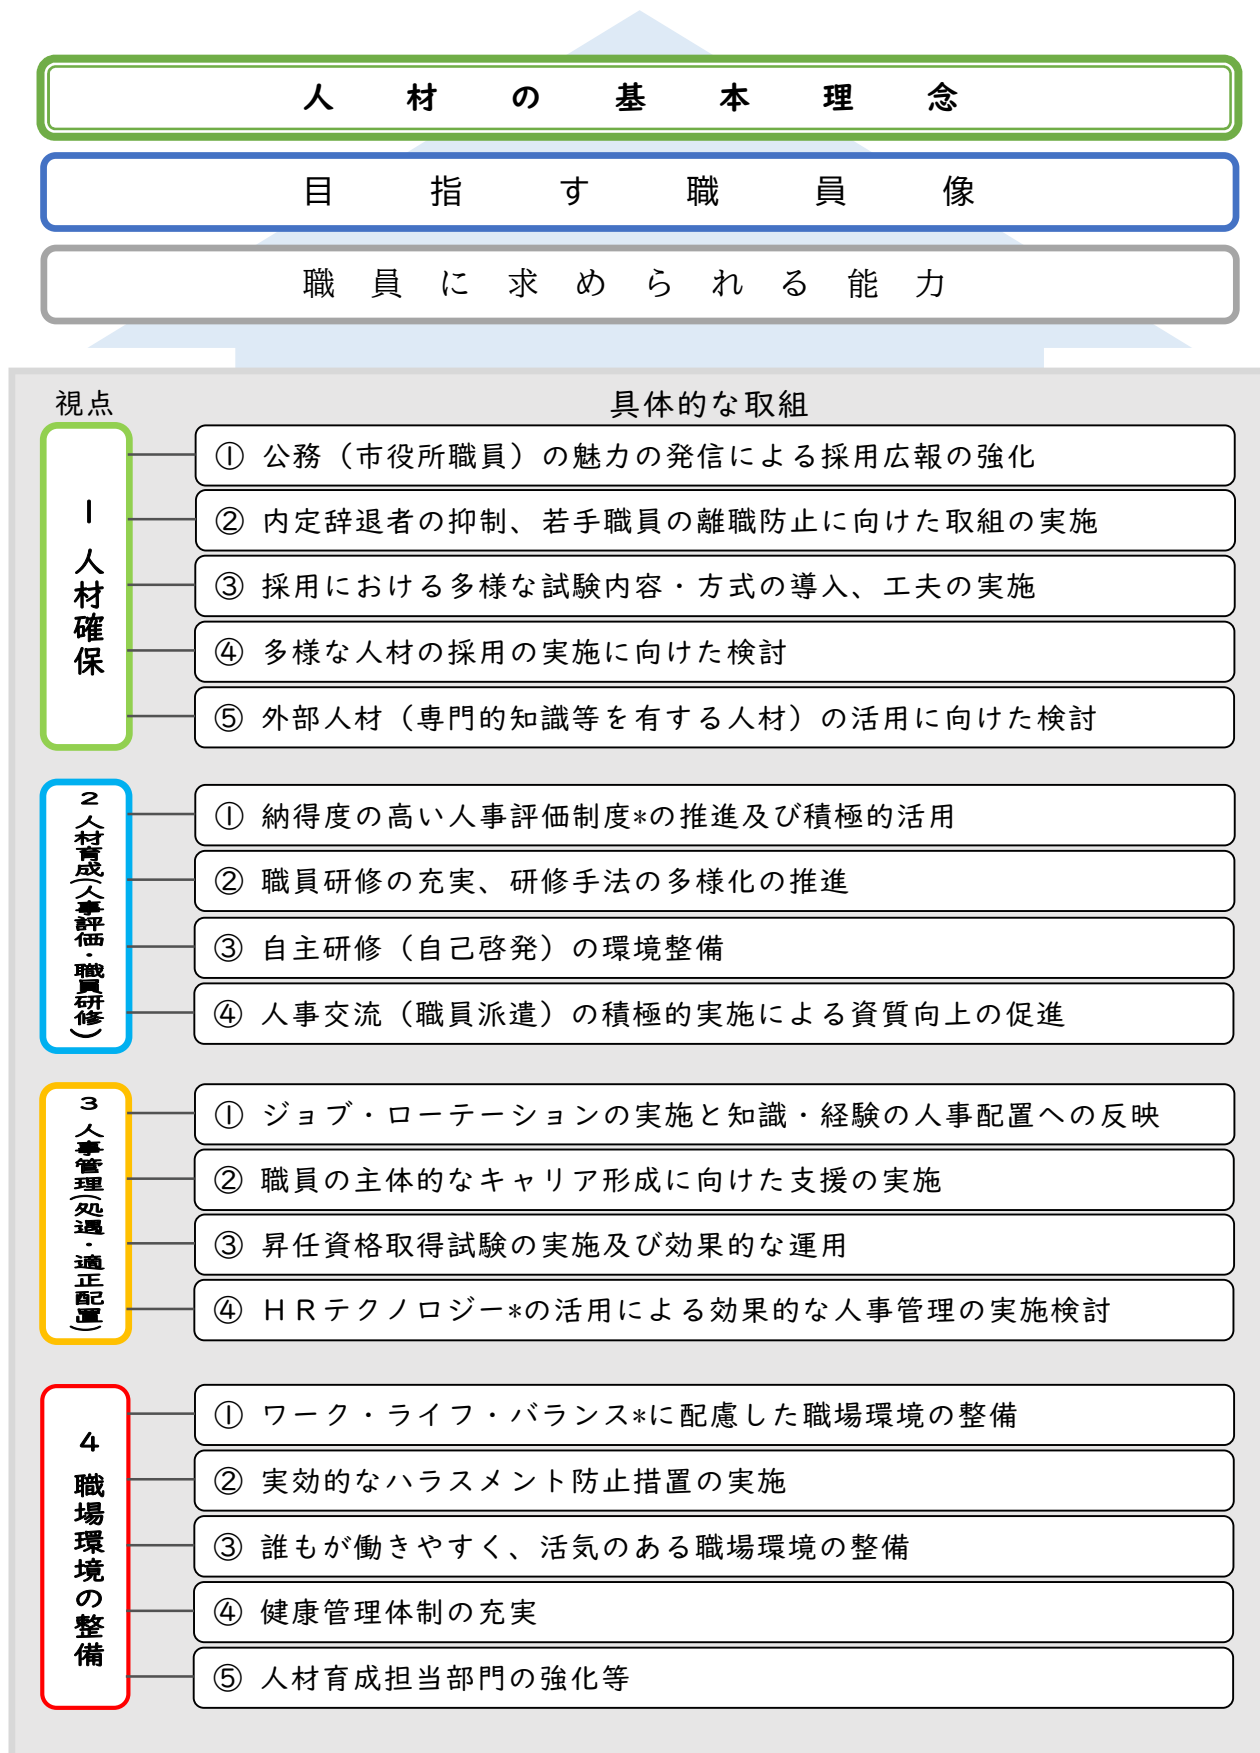 人材の基本理念
目指す職員像
職員に求められる能力
視点
具体的な取組
1 人材確保
① 公務（市役所職員）の魅力の発信による採用広報の強化
② 内定辞退者の抑制、若手職員の離職防止に向けた取組の実施
③ 採用における多様な試験内容・方式の導入、工夫の実施
④ 多様な人材の採用の実施に向けた検討
⑤ 外部人材（専門的知識等を有する人材）の活用に向けた検討
2 人材育成(人事評価・職員研修)
① 納得度の高い人事評価制度*の推進及び積極的活用
② 職員研修の充実、研修手法の多様化の推進
③ 自主研修（自己啓発）の環境整備
④ 人事交流（職員派遣）の積極的実施による資質向上の促進
3 人事管理(処遇・適正配置)
① ジョブ・ローテーションの実施と知識・経験の人事配置への反映
② 職員の主体的なキャリア形成に向けた支援の実施
③ 昇任資格取得試験の実施及び効果的な運用
④ ＨＲテクノロジー*の活用による効果的な人事管理の実施検討
4 職場環境の整備
① ワーク・ライフ・バランス*に配慮した職場環境の整備
② 実効的なハラスメント防止措置の実施
③ 誰もが働きやすく、活気のある職場環境の整備
④ 健康管理体制の充実
⑤ 人材育成担当部門の強化等